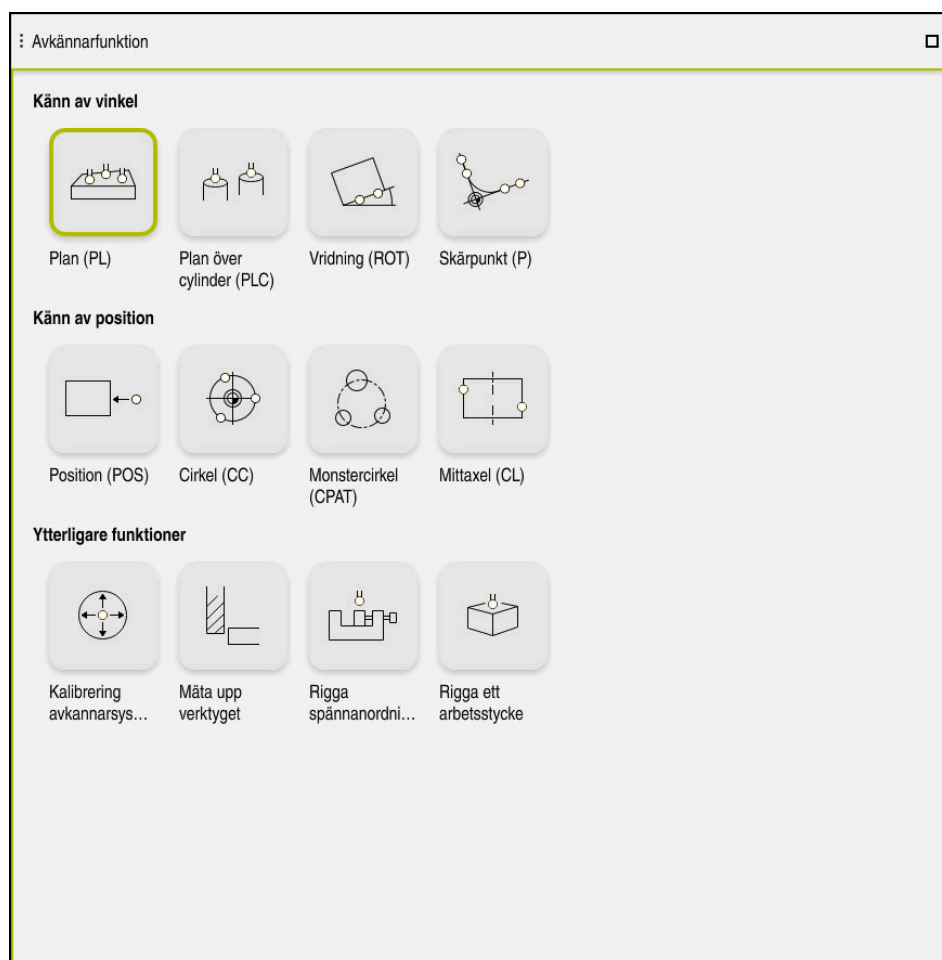 Avkännarfunktion
Känn av vinkel
Plan (PL)
Plan över
cylinder (PLC)
Vridning (ROT)
Skärpunkt (P)
Känn av position
Position (POS)
Cirkel (CC)
Monstercirkel
(CPAT)
Mittaxel (CL)
Ytterligare funktioner
Kalibrering
avkannarsys...
Mäta upp
verktyget
Rigga
spännanordni...
Rigga ett
arbetsstycke